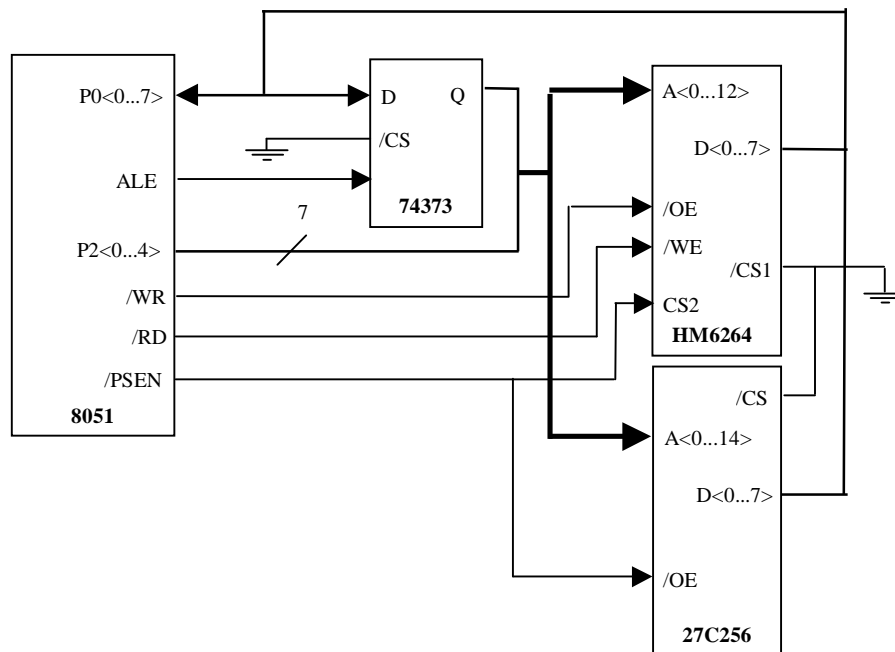 P0<0...7>
ALE
P2<0...4>
/WR
/RD
/PSEN
8051
D Q
/CS
74373
7
A<0...12>
D<0...7>
/OE
/WE
/CS1
CS2
HM6264
/CS
A<0...14>
D<0...7>
/OE
27C256